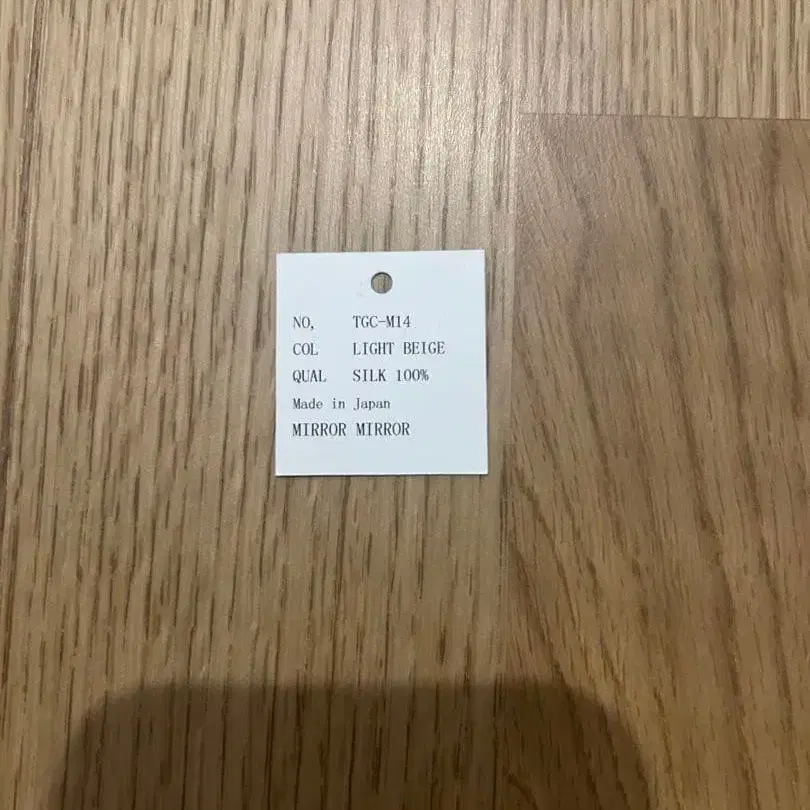 NO, TGC-M14
COL LIGHT BEIGE
QUAL SILK 100%
Made in Japan
MIRROR MIRROR